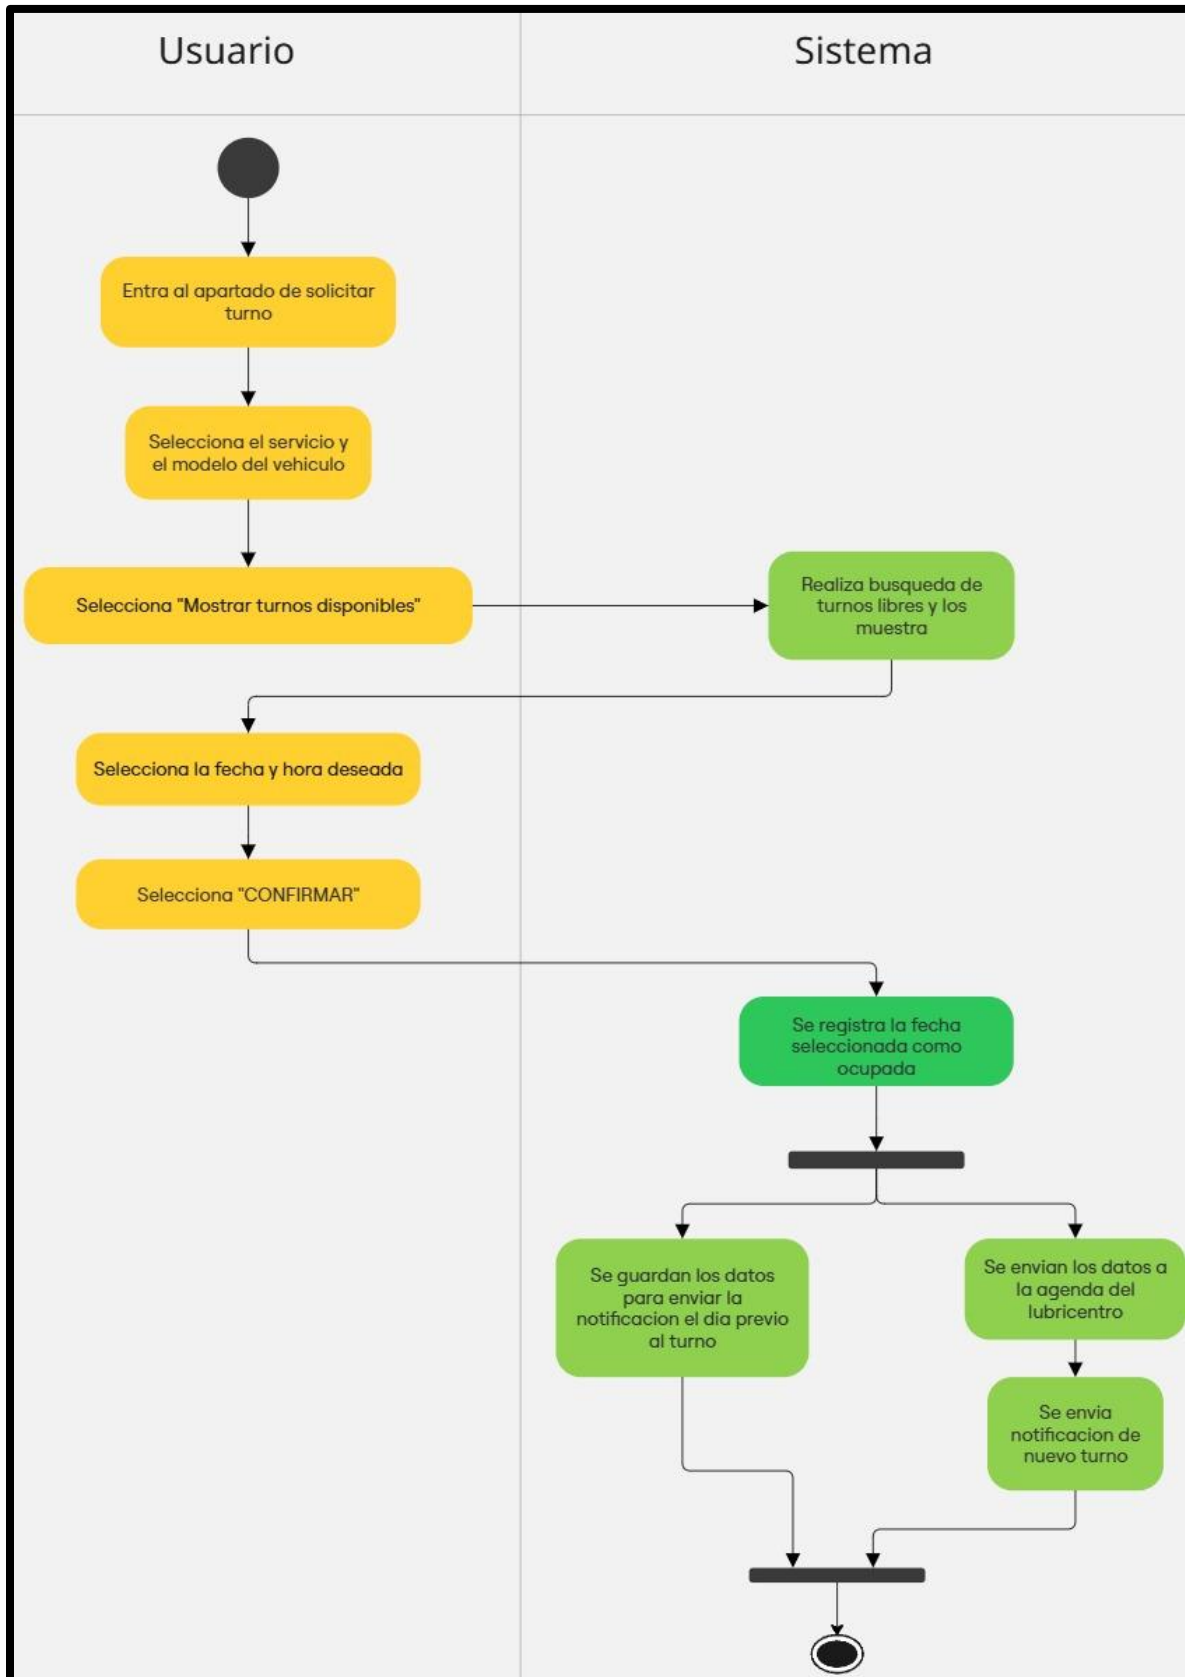 Usuario
Sistema
Entra al apartado de solicitar
turno
Selecciona el servicio y
el modelo del vehiculo
Selecciona "Mostrar turnos disponibles"
Realiza busqueda de
turnos libres y los
muestra
Selecciona la fecha y hora deseada
Selecciona "CONFIRMAR"
Se registra la fecha
seleccionada como
ocupada
Se guardan los datos
para enviar la
notificacion el dia previo
al turno
Se envian los datos a
la agenda del
lubricentro
Se envia
notificacion de
nuevo turno